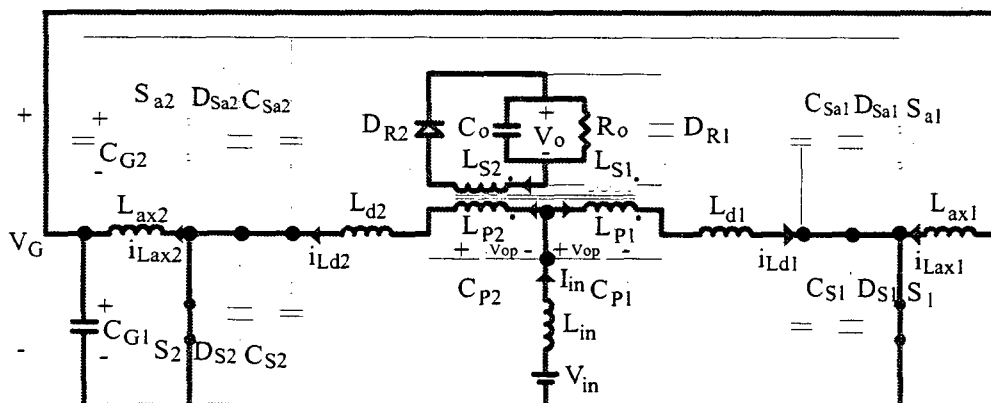 S_a2 D_Sa2 C_Sa2
D_R2 C_o + V_o - R_o D_R1
C_Sa1 D_Sa1 S_a1
+ + C_G2 -
L_S2 L_S1
L_ax2 L_d2 L_P2 L_P1 L_d1 L_ax1
V_G i_Lax2 i_Ld2 + V_op - + V_op - i_Ld1 i_Lax1
C_P2 I_in C_P1
C_S1 D_S1 S_1
+ C_G1 - -
S_2 D_S2 C_S2
L_in
V_in